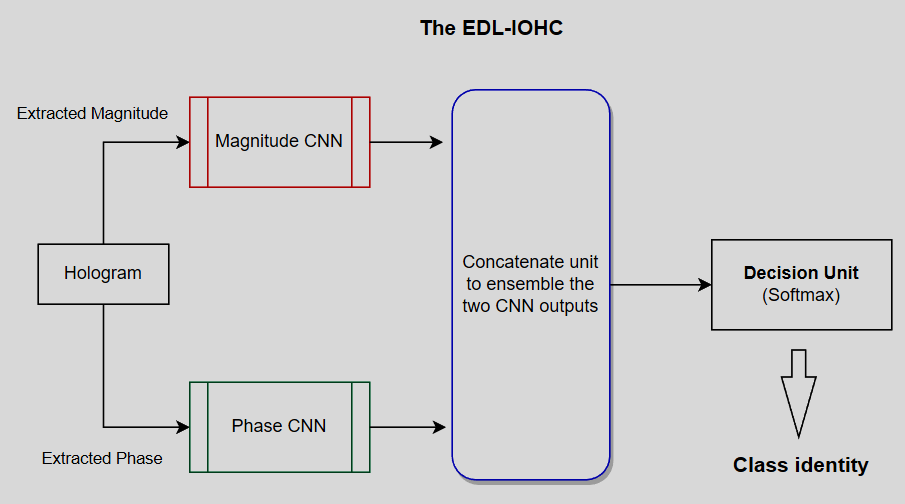 The EDL-IOHC
Extracted Magnitude
Magnitude CNN
Hologram
Concatenate unit
to ensemble the
two CNN outputs
Decision Unit
(Softmax)
Phase CNN
Extracted Phase
Class identity